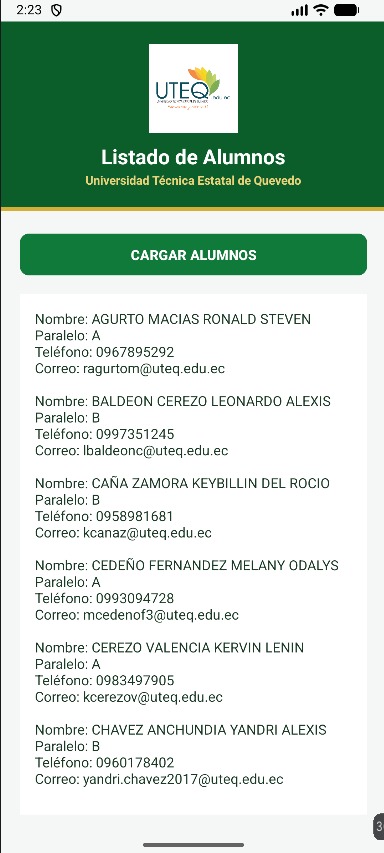 2:23
UTEQ
Listado de Alumnos
Universidad Técnica Estatal de Quevedo
CARGAR ALUMNOS
Nombre: AGURTO MACIAS RONALD STEVEN
Paralelo: A
Teléfono: 0967895292
Correo: ragurtom@uteq.edu.ec
Nombre: BALDEON CEREZO LEONARDO ALEXIS
Paralelo: B
Teléfono: 0997351245
Correo: lbaldeonc@uteq.edu.ec
Nombre: CAÑA ZAMORA KEYBILLIN DEL ROCIO
Paralelo: B
Teléfono: 0958981681
Correo: kcanaz@uteq.edu.ec
Nombre: CEDEÑO FERNANDEZ MELANY ODALYS
Paralelo: A
Teléfono: 0993094728
Correo: mcedenof3@uteq.edu.ec
Nombre: CEREZO VALENCIA KERVIN LENIN
Paralelo: A
Teléfono: 0983497905
Correo: kcerezov@uteq.edu.ec
Nombre: CHAVEZ ANCHUNDIA YANDRI ALEXIS
Paralelo: B
Teléfono: 0960178402
Correo: yandri.chavez2017@uteq.edu.ec
3